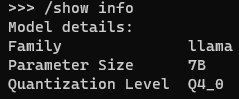 >>> /show info
Model details:
Family              llama
Parameter Size      7B
Quantization Level  Q4_0